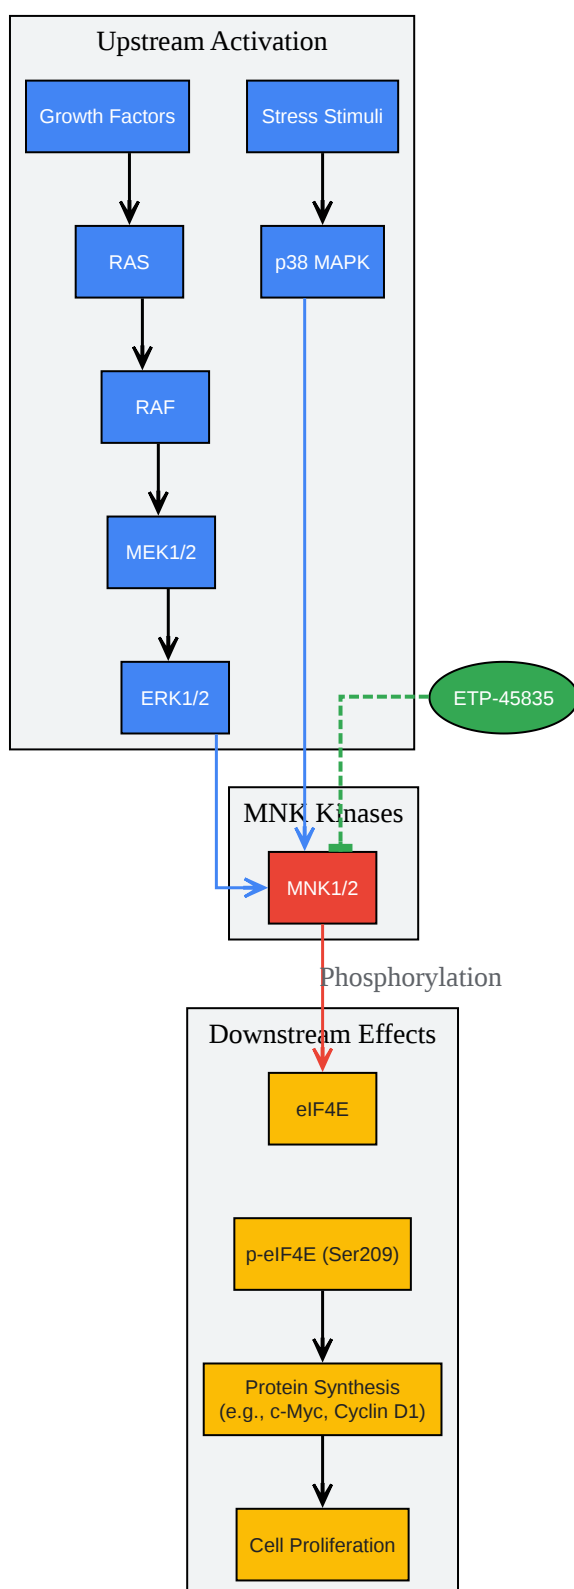 Upstream Activation
Growth Factors
Stress Stimuli
RAS
p38 MAPK
RAF
MEK1/2
ERK1/2
ETP-45835
MNK Kinases
MNK1/2
Phosphorylation
Downstream Effects
eIF4E
p-eIF4E (Ser209)
Protein Synthesis
(e.g., c-Myc, Cyclin D1)
Cell Proliferation